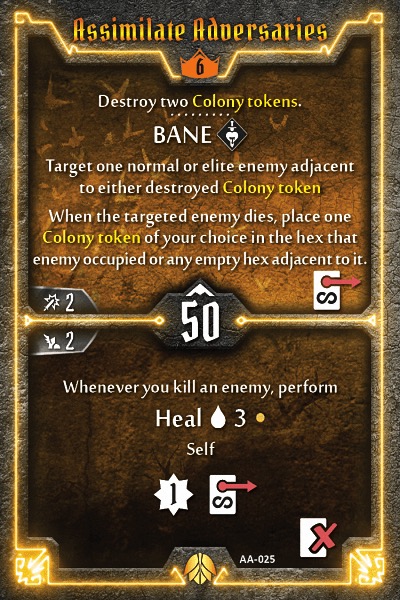 Assimilate Adversaries
6
Destroy two Colony tokens.
BANE
Target one normal or elite enemy adjacent
to either destroyed Colony token
When the targeted enemy dies, place one
Colony token of your choice in the hex that
enemy occupied or any empty hex adjacent to it.
2
50
2
Whenever you kill an enemy, perform
Heal 3
Self
1
AA-025